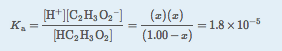 Kₐ = [H⁺][C₂H₃O₂⁻] / [HC₂H₃O₂] = (x)(x) / (1.00 − x) = 1.8 × 10⁻⁵